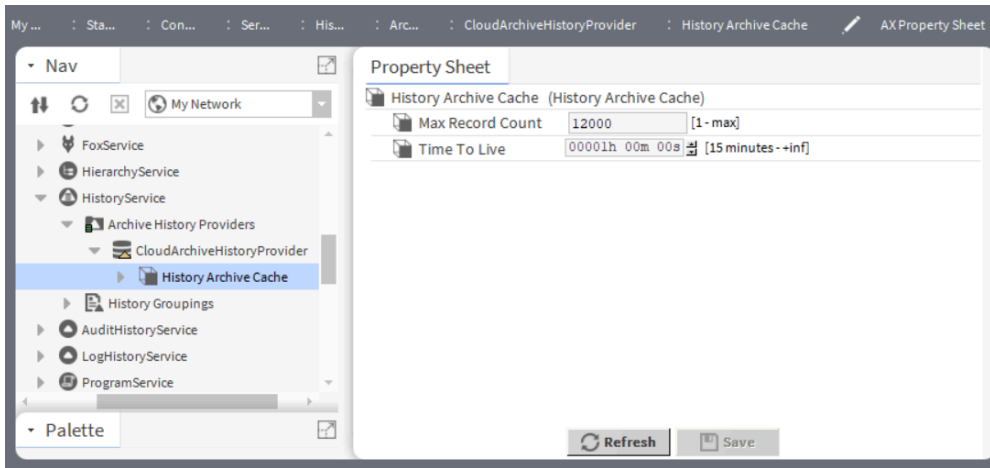 My ... : Sta... : Con... : Ser... : His... : Arc... : CloudArchiveHistoryProvider : History Archive Cache AX Property Sheet
Nav
My Network
FoxService
HierarchyService
HistoryService
Archive History Providers
CloudArchiveHistoryProvider
History Archive Cache
History Groupings
AuditHistoryService
LogHistoryService
ProgramService
Palette
Property Sheet
History Archive Cache (History Archive Cache)
Max Record Count 12000 [1 - max]
Time To Live 00001h 00m 00s [15 minutes - +inf]
Refresh Save